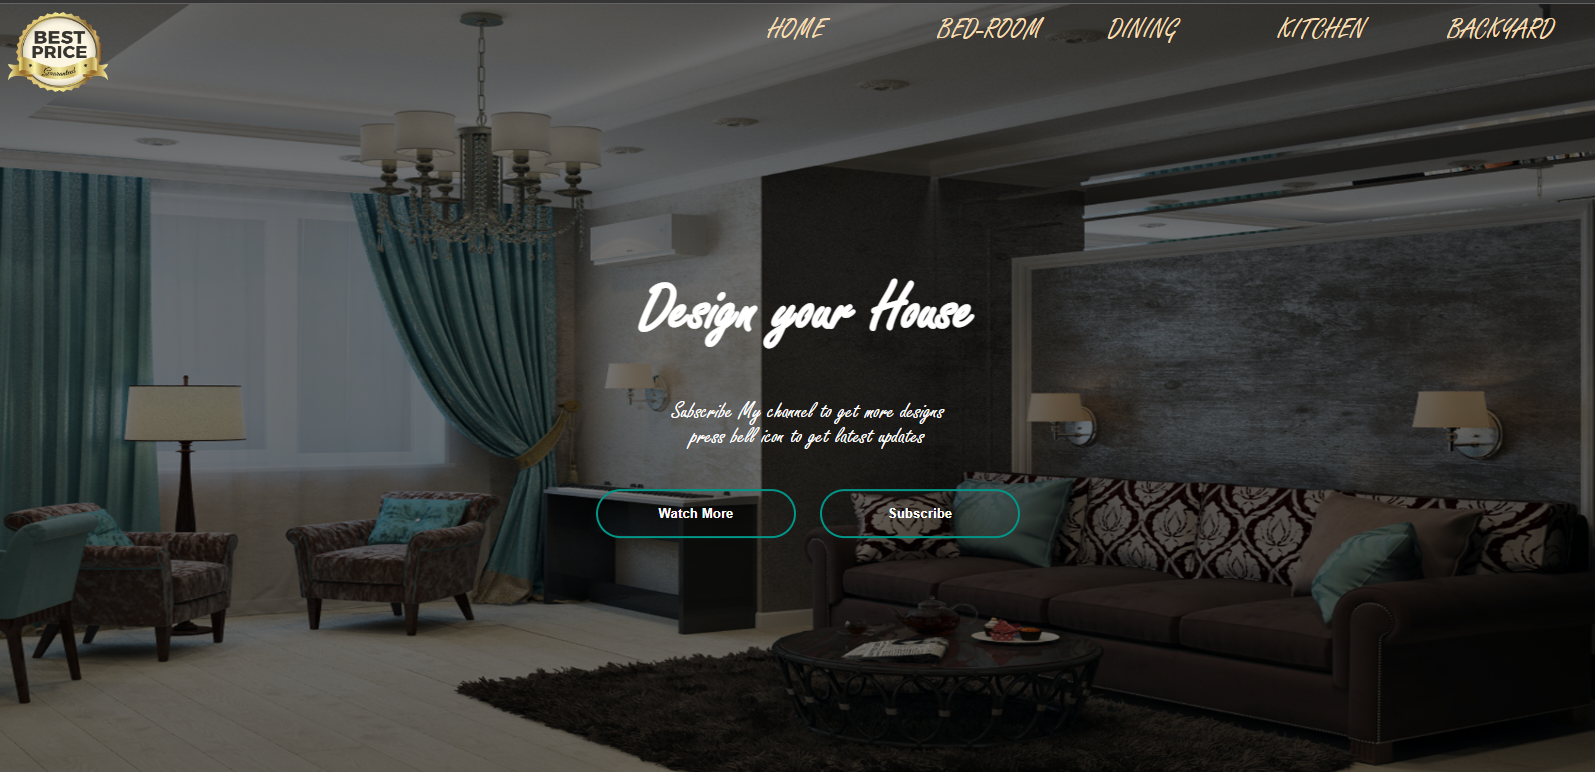 BEST
PRICE
Guaranteed
HOME
BED-ROOM
DINING
KITCHEN
BACKYARD
Design your House
Subscribe My channel to get more designs
press bell icon to get latest updates
Watch More
Subscribe